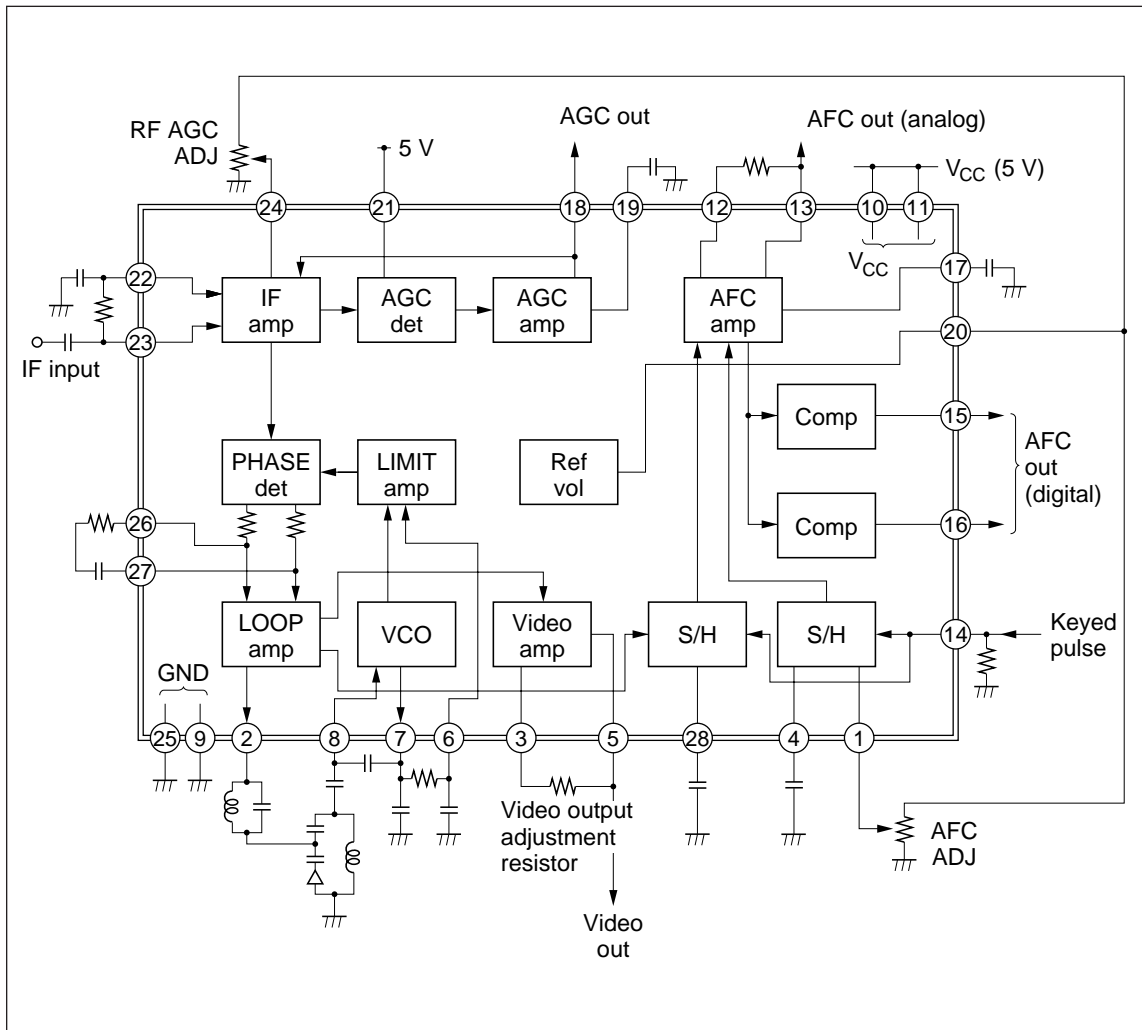 RF AGC
ADJ
5 V
AGC out
AFC out (analog)
V_CC (5 V)
24
21
18
19
12
13
10
11
V_CC
22
IF
amp
AGC
det
AGC
amp
AFC
amp
17
23
IF input
20
Comp
15
PHASE
det
LIMIT
amp
Ref
vol
AFC
out
(digital)
26
Comp
16
27
LOOP
amp
VCO
Video
amp
S/H
S/H
14
Keyed
pulse
GND
25
9
2
8
7
6
3
5
28
4
1
Video output
adjustment
resistor
AFC
ADJ
Video
out